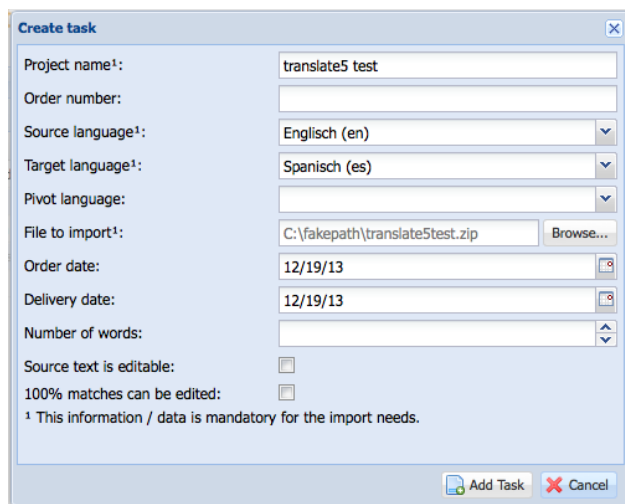 Create task
Project name¹: translate5 test
Order number:
Source language¹: Englisch (en)
Target language¹: Spanisch (es)
Pivot language:
File to import¹: C:\fakepath\translate5test.zip Browse...
Order date: 12/19/13
Delivery date: 12/19/13
Number of words:
Source text is editable:
100% matches can be edited:
¹ This information / data is mandatory for the import needs.
Add Task Cancel